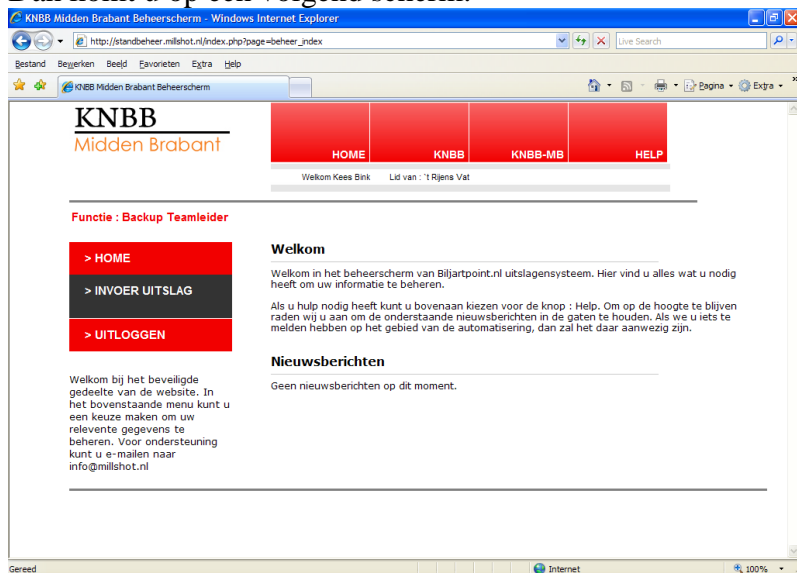 Dan komt u op een volgend scherm.
KNBB Midden Brabant Beheerscherm - Windows Internet Explorer
http://standbeheer.millshot.nl/index.php?page=beheer_index
Live Search
Bestand Bewerken Beeld Favorieten Extra Help
KNBB Midden Brabant Beheerscherm
Pagina Extra
KNBB
Midden Brabant
HOME KNBB KNBB-MB HELP
Welkom Kees Bink Lid van : `t Rijens Vat
Functie : Backup Teamleider
> HOME
> INVOER UITSLAG
> UITLOGGEN
Welkom bij het beveiligde
gedeelte van de website. In
het bovenstaande menu kunt u
een keuze maken om uw
relevente gegevens te
beheren. Voor ondersteuning
kunt u e-mailen naar
info@millshot.nl
Welkom
Welkom in het beheerscherm van Biljartpoint.nl uitslagensysteem. Hier vind u alles wat u nodig
heeft om uw informatie te beheren.
Als u hulp nodig heeft kunt u bovenaan kiezen voor de knop : Help. Om op de hoogte te blijven
raden wij u aan om de onderstaande nieuwsberichten in de gaten te houden. Als we u iets te
melden hebben op het gebied van de automatisering, dan zal het daar aanwezig zijn.
Nieuwsberichten
Geen nieuwsberichten op dit moment.
Gereed Internet 100%